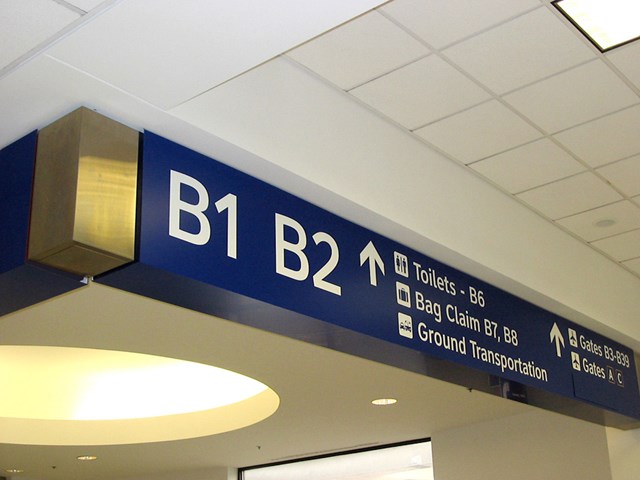 B1 B2
Toilets - B6
Bag Claim B7, B8
Ground Transportation
Gates B3-B39
Gates A C